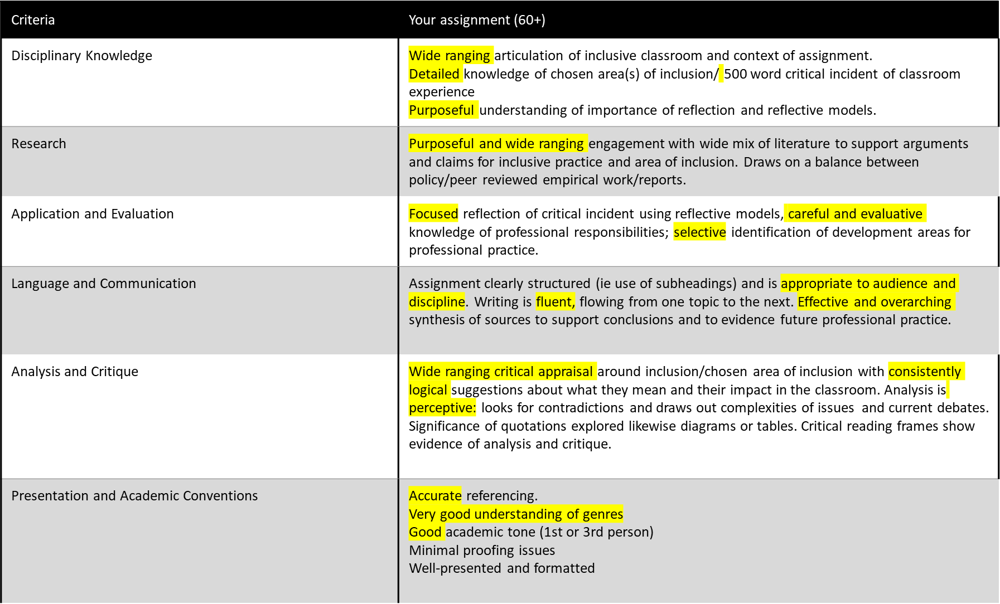 Criteria
Your assignment (60+)
Disciplinary Knowledge
Wide ranging articulation of inclusive classroom and context of assignment.
Detailed knowledge of chosen area(s) of inclusion/ 500 word critical incident of classroom
experience
Purposeful understanding of importance of reflection and reflective models.
Research
Purposeful and wide ranging engagement with wide mix of literature to support arguments
and claims for inclusive practice and area of inclusion. Draws on a balance between
policy/peer reviewed empirical work/reports.
Application and Evaluation
Focused reflection of critical incident using reflective models, careful and evaluative
knowledge of professional responsibilities; selective identification of development areas for
professional practice.
Language and Communication
Assignment clearly structured (ie use of subheadings) and is appropriate to audience and
discipline. Writing is fluent, flowing from one topic to the next. Effective and overarching
synthesis of sources to support conclusions and to evidence future professional practice.
Analysis and Critique
Wide ranging critical appraisal around inclusion/chosen area of inclusion with consistently
logical suggestions about what they mean and their impact in the classroom. Analysis is
perceptive: looks for contradictions and draws out complexities of issues and current debates.
Significance of quotations explored likewise diagrams or tables. Critical reading frames show
evidence of analysis and critique.
Presentation and Academic Conventions
Accurate referencing.
Very good understanding of genres
Good academic tone (1st or 3rd person)
Minimal proofing issues
Well-presented and formatted